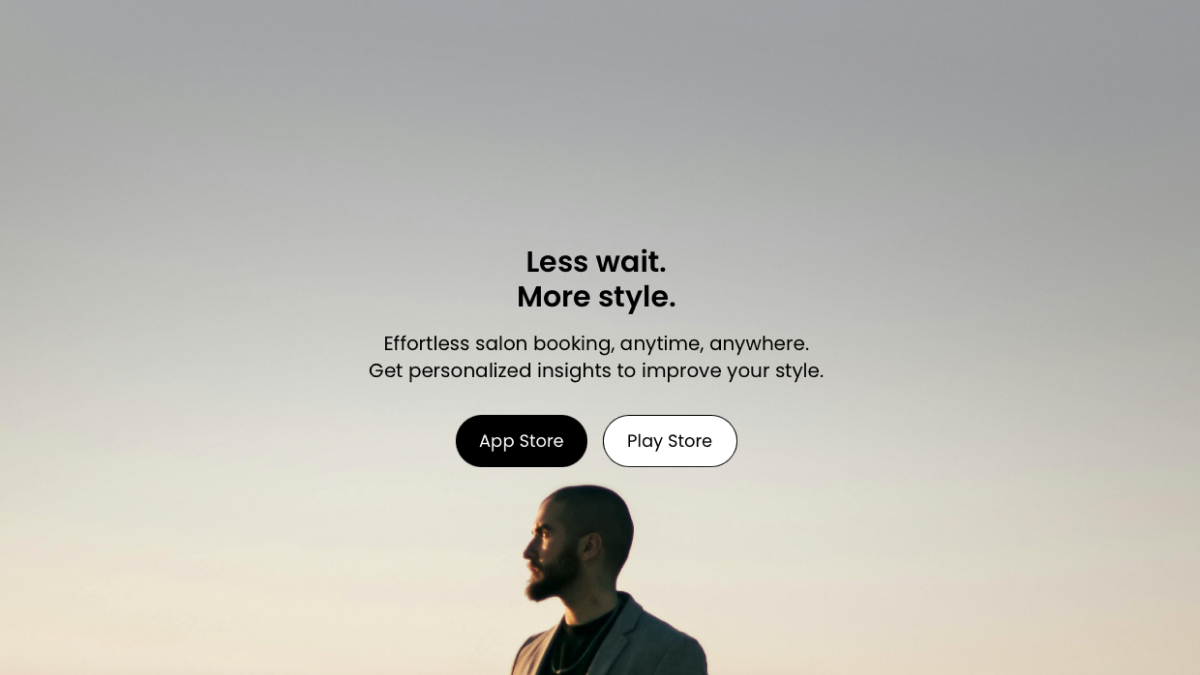 Less wait.
More style.
Effortless salon booking, anytime, anywhere.
Get personalized insights to improve your style.
App Store
Play Store